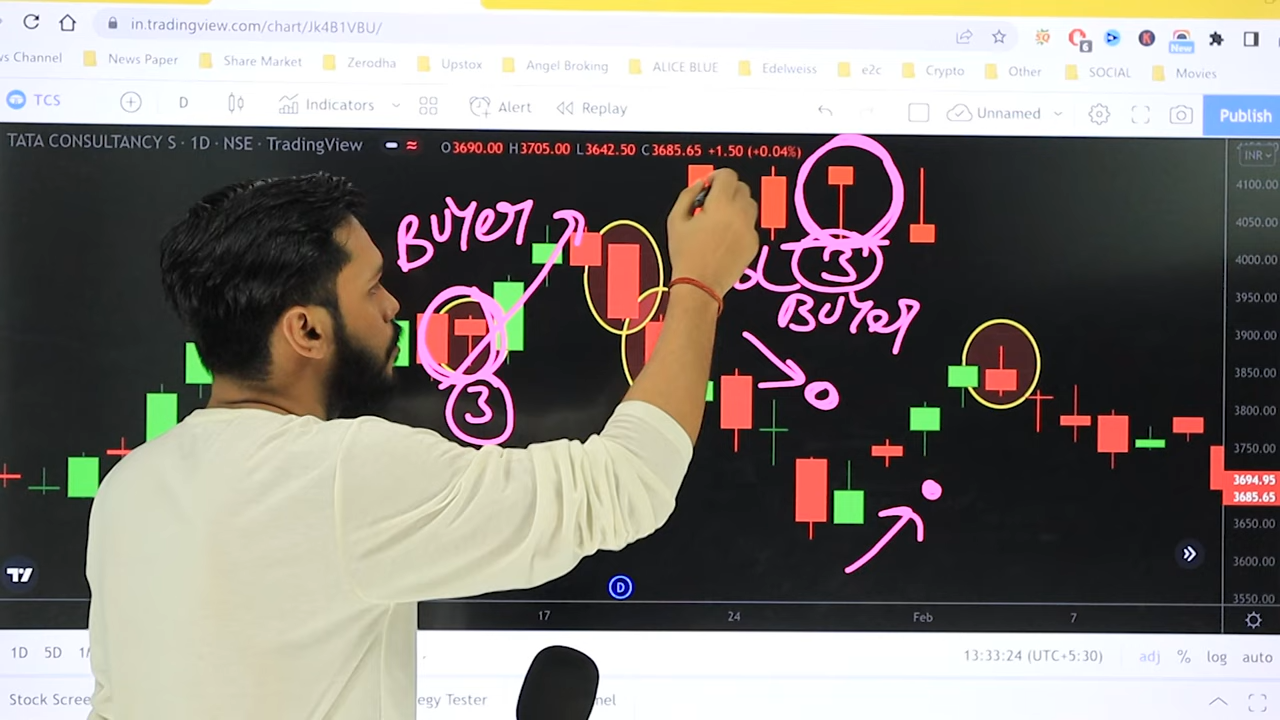 in.tradingview.com/chart/Jk4B1VBU/
6
New
ws Channel News Paper Share Market Zerodha Upstox Angel Broking ALICE BLUE Edelweiss e2c Crypto Other SOCIAL Movies
TCS D Indicators Alert Replay Unnamed Publish
TATA CONSULTANCY S · 1D · NSE · TradingView O3690.00 H3705.00 L3642.50 C3685.65 +1.50 (+0.04%)
INR
4100.00
4050.00
4000.00
3950.00
3900.00
3850.00
3800.00
3750.00
3694.95
3685.65
3650.00
3600.00
3550.00
BUYER
3
3
BUYER
D
17 24 Feb 7
1D 5D 13:33:24 (UTC+5:30) adj % log auto
Stock Scree egy Tester nel